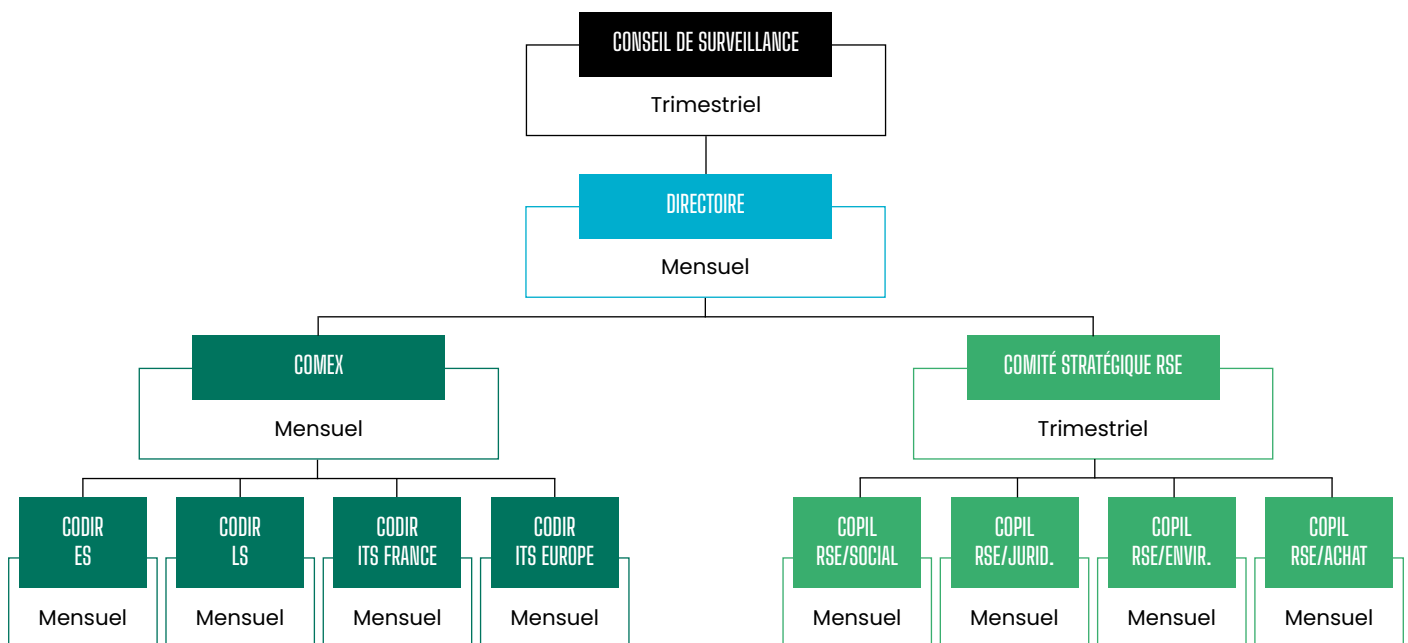 CONSEIL DE SURVEILLANCE
Trimestriel
DIRECTOIRE
Mensuel
COMEX
Mensuel
COMITÉ STRATÉGIQUE RSE
Trimestriel
CODIR
ES
Mensuel
CODIR
LS
Mensuel
CODIR
ITS FRANCE
Mensuel
CODIR
ITS EUROPE
Mensuel
COPIL
RSE/SOCIAL
Mensuel
COPIL
RSE/JURID.
Mensuel
COPIL
RSE/ENVIR.
Mensuel
COPIL
RSE/ACHAT
Mensuel